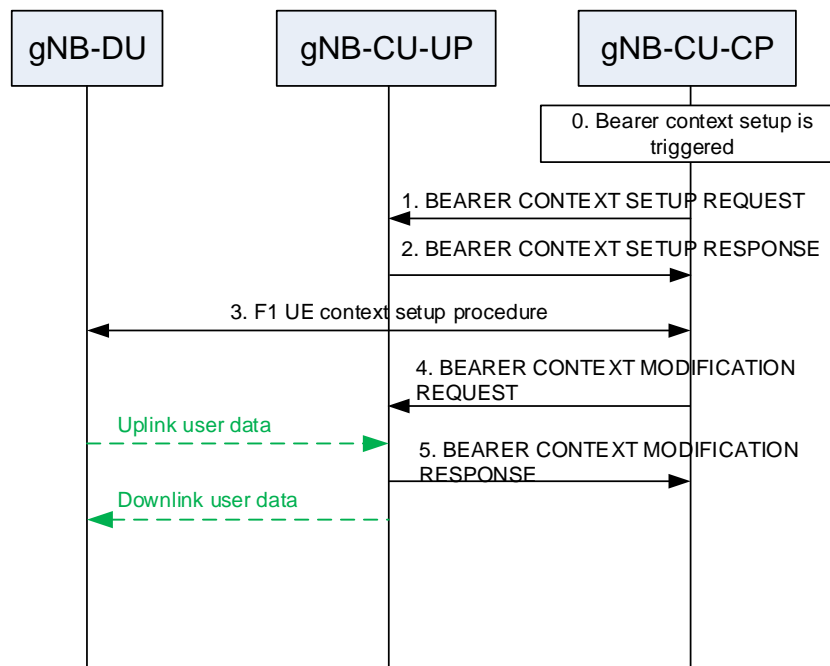 gNB-DU
gNB-CU-UP
gNB-CU-CP
0. Bearer context setup is
triggered
1. BEARER CONTEXT SETUP REQUEST
2. BEARER CONTEXT SETUP RESPONSE
3. F1 UE context setup procedure
4. BEARER CONTEXT MODIFICATION
REQUEST
Uplink user data
5. BEARER CONTEXT MODIFICATION
RESPONSE
Downlink user data